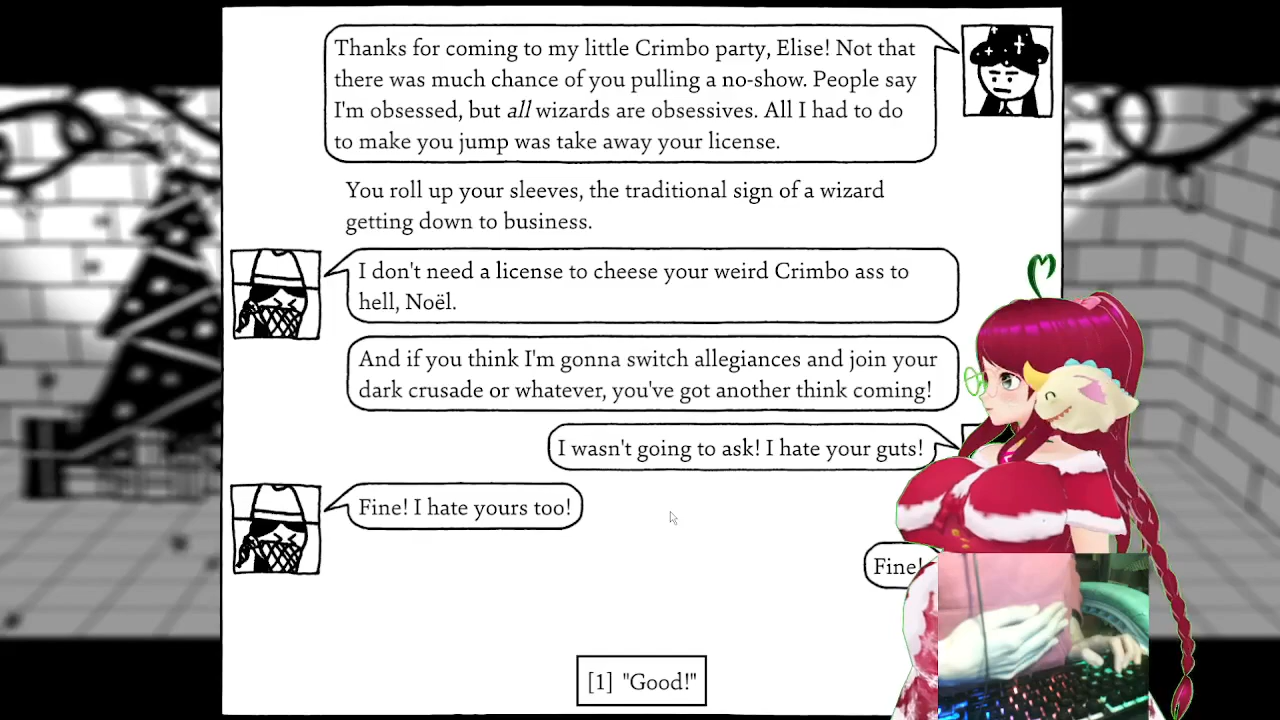 Thanks for coming to my little Crimbo party, Elise! Not that
there was much chance of you pulling a no-show. People say
I'm obsessed, but all wizards are obsessives. All I had to do
to make you jump was take away your license.
You roll up your sleeves, the traditional sign of a wizard
getting down to business.
I don't need a license to cheese your weird Crimbo ass to
hell, Noël.
And if you think I'm gonna switch allegiances and join your
dark crusade or whatever, you've got another think coming!
I wasn't going to ask! I hate your guts!
Fine! I hate yours too!
Fine!
[1] "Good!"